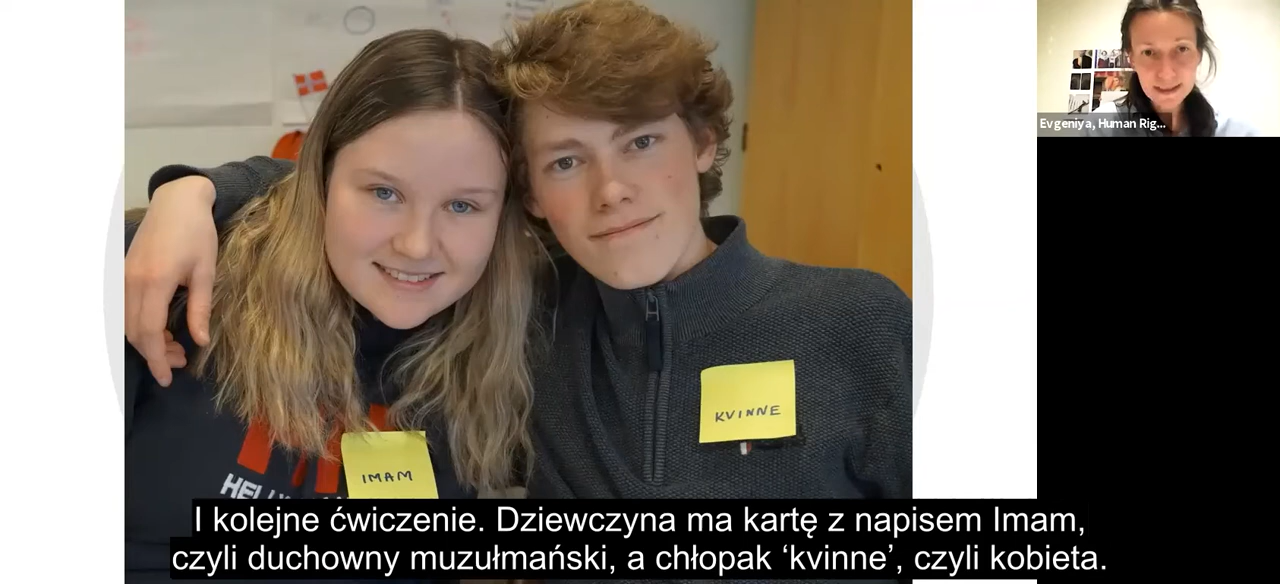 Evgeniya, Human Rig...
KVINNE
IMAM
HELLY
I kolejne ćwiczenie. Dziewczyna ma kartę z napisem Imam,
czyli duchowny muzułmański, a chłopak ‘kvinne’, czyli kobieta.